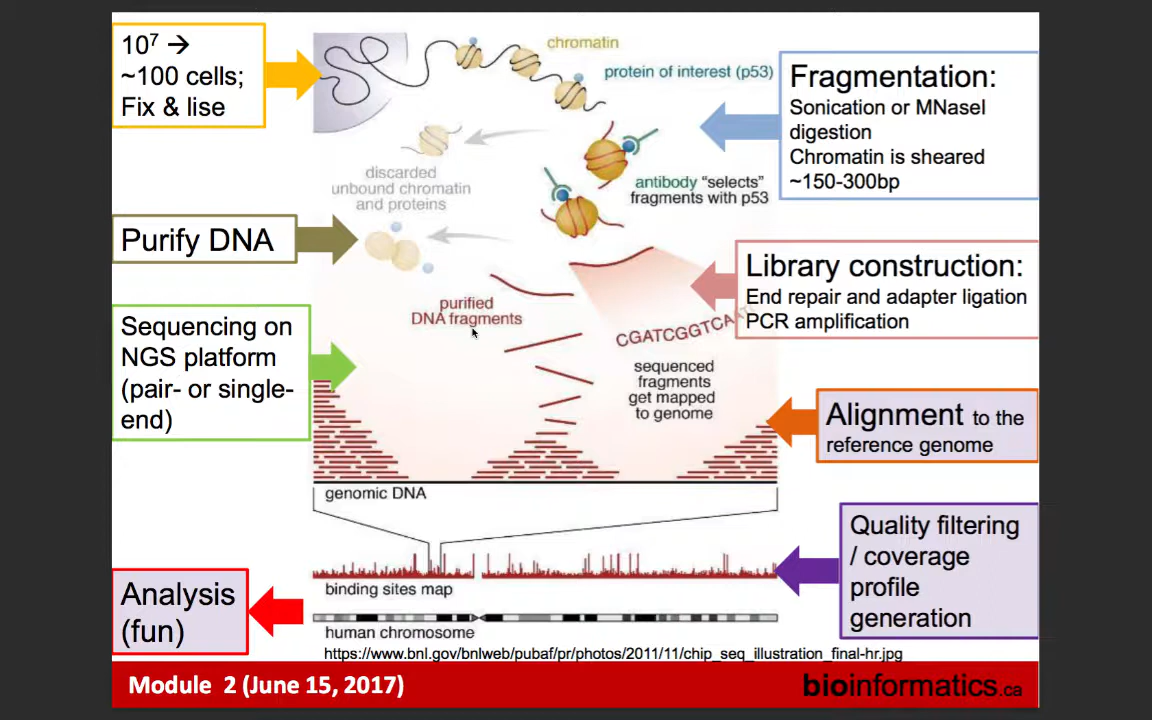 10⁷ →
~100 cells;
Fix & lise
chromatin
protein of interest (p53)
Fragmentation:
Sonication or MNaseI
digestion
Chromatin is sheared
~150-300bp
discarded
unbound chromatin
and proteins
antibody “selects”
fragments with p53
Purify DNA
Library construction:
End repair and adapter ligation
PCR amplification
purified
DNA fragments
CGATCGGTCA
Sequencing on
NGS platform
(pair- or single-
end)
sequenced
fragments
get mapped
to genome
Alignment to the
reference genome
genomic DNA
Quality filtering
/ coverage
profile
generation
binding sites map
Analysis
(fun)
human chromosome
https://www.bnl.gov/bnlweb/pubaf/pr/photos/2011/11/chip_seq_illustration_final-hr.jpg
Module 2 (June 15, 2017)
bioinformatics.ca